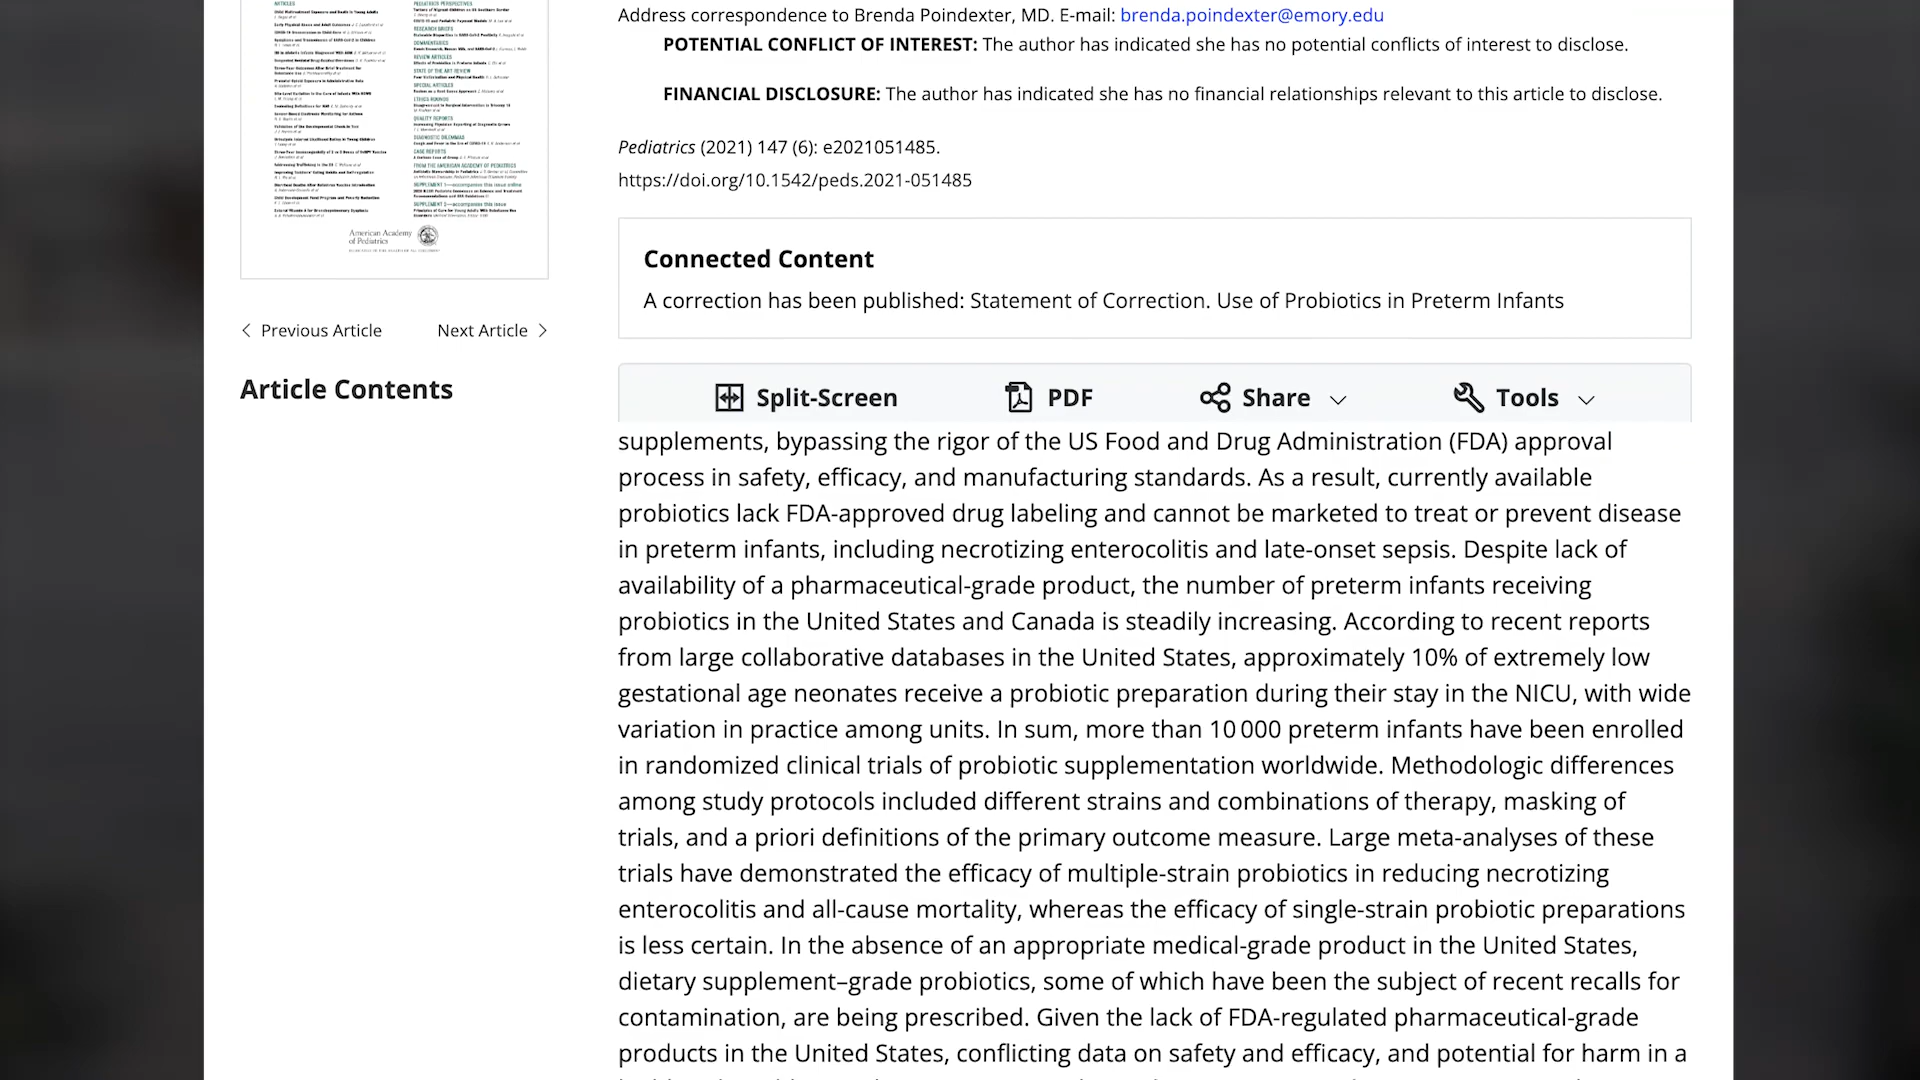 ARTICLES
American Academy
of Pediatrics
Previous Article
Next Article
Article Contents
Address correspondence to Brenda Poindexter, MD. E-mail: brenda.poindexter@emory.edu
POTENTIAL CONFLICT OF INTEREST: The author has indicated she has no potential conflicts of interest to disclose.
FINANCIAL DISCLOSURE: The author has indicated she has no financial relationships relevant to this article to disclose.
Pediatrics (2021) 147 (6): e2021051485.
https://doi.org/10.1542/peds.2021-051485
Connected Content
A correction has been published: Statement of Correction. Use of Probiotics in Preterm Infants
Split-Screen PDF Share Tools
supplements, bypassing the rigor of the US Food and Drug Administration (FDA) approval
process in safety, efficacy, and manufacturing standards. As a result, currently available
probiotics lack FDA-approved drug labeling and cannot be marketed to treat or prevent disease
in preterm infants, including necrotizing enterocolitis and late-onset sepsis. Despite lack of
availability of a pharmaceutical-grade product, the number of preterm infants receiving
probiotics in the United States and Canada is steadily increasing. According to recent reports
from large collaborative databases in the United States, approximately 10% of extremely low
gestational age neonates receive a probiotic preparation during their stay in the NICU, with wide
variation in practice among units. In sum, more than 10 000 preterm infants have been enrolled
in randomized clinical trials of probiotic supplementation worldwide. Methodologic differences
among study protocols included different strains and combinations of therapy, masking of
trials, and a priori definitions of the primary outcome measure. Large meta-analyses of these
trials have demonstrated the efficacy of multiple-strain probiotics in reducing necrotizing
enterocolitis and all-cause mortality, whereas the efficacy of single-strain probiotic preparations
is less certain. In the absence of an appropriate medical-grade product in the United States,
dietary supplement–grade probiotics, some of which have been the subject of recent recalls for
contamination, are being prescribed. Given the lack of FDA-regulated pharmaceutical-grade
products in the United States, conflicting data on safety and efficacy, and potential for harm in a